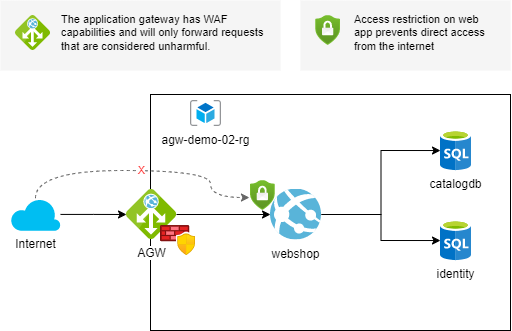 The application gateway has WAF
capabilities and will only forward requests
that are considered unharmful.
Access restriction on web
app prevents direct access
from the internet
agw-demo-02-rg
X
SQL
catalogdb
Internet
AGW
webshop
SQL
identity